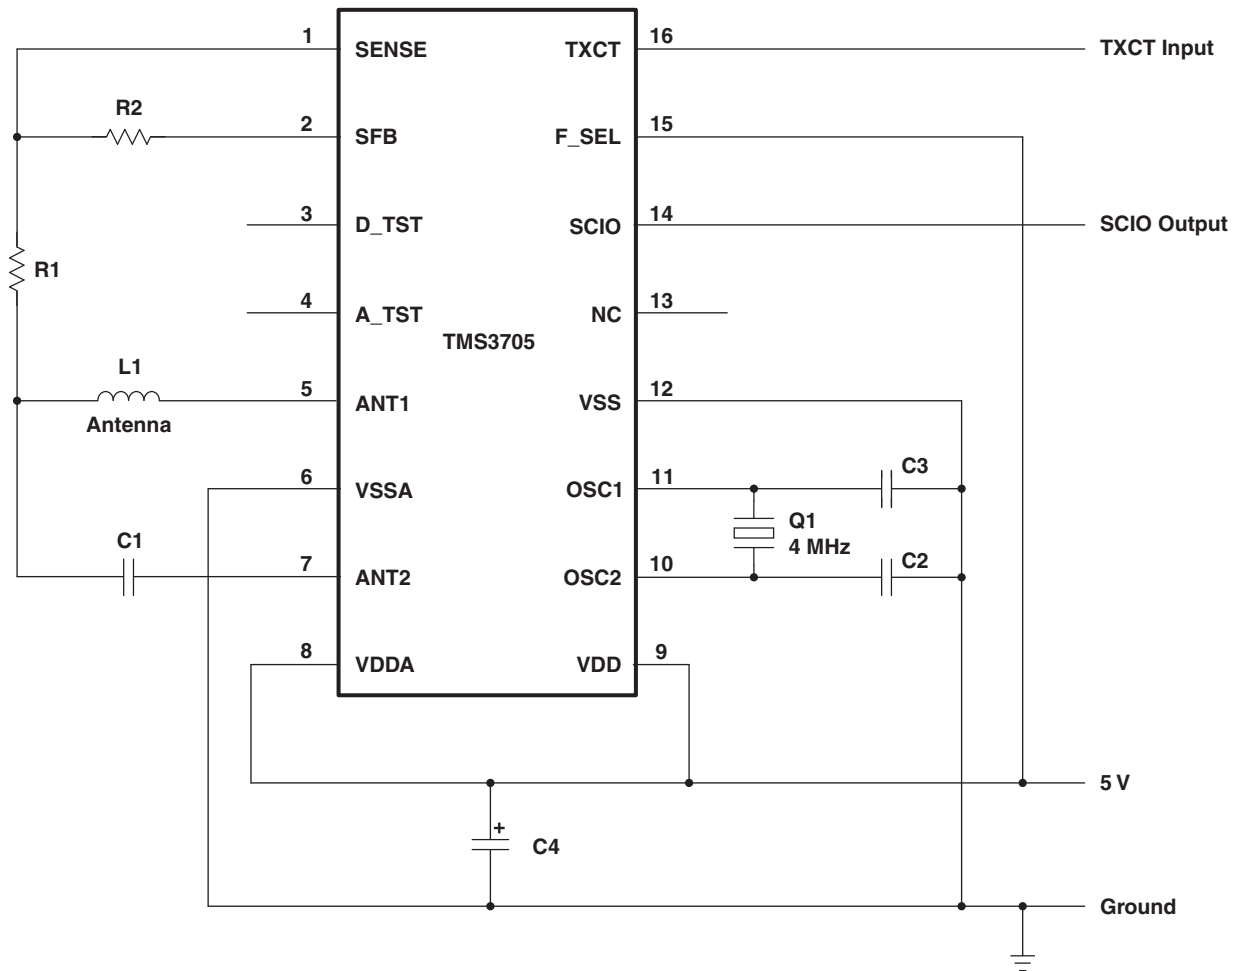 1 SENSE TXCT 16 TXCT Input
R2
2 SFB F_SEL 15
3 D_TST SCIO 14 SCIO Output
R1
4 A_TST NC 13
TMS3705
L1
Antenna
5 ANT1 VSS 12
6 VSSA OSC1 11 C3
Q1
4 MHz
C1
7 ANT2 OSC2 10 C2
8 VDDA VDD 9
5 V
+
C4
Ground